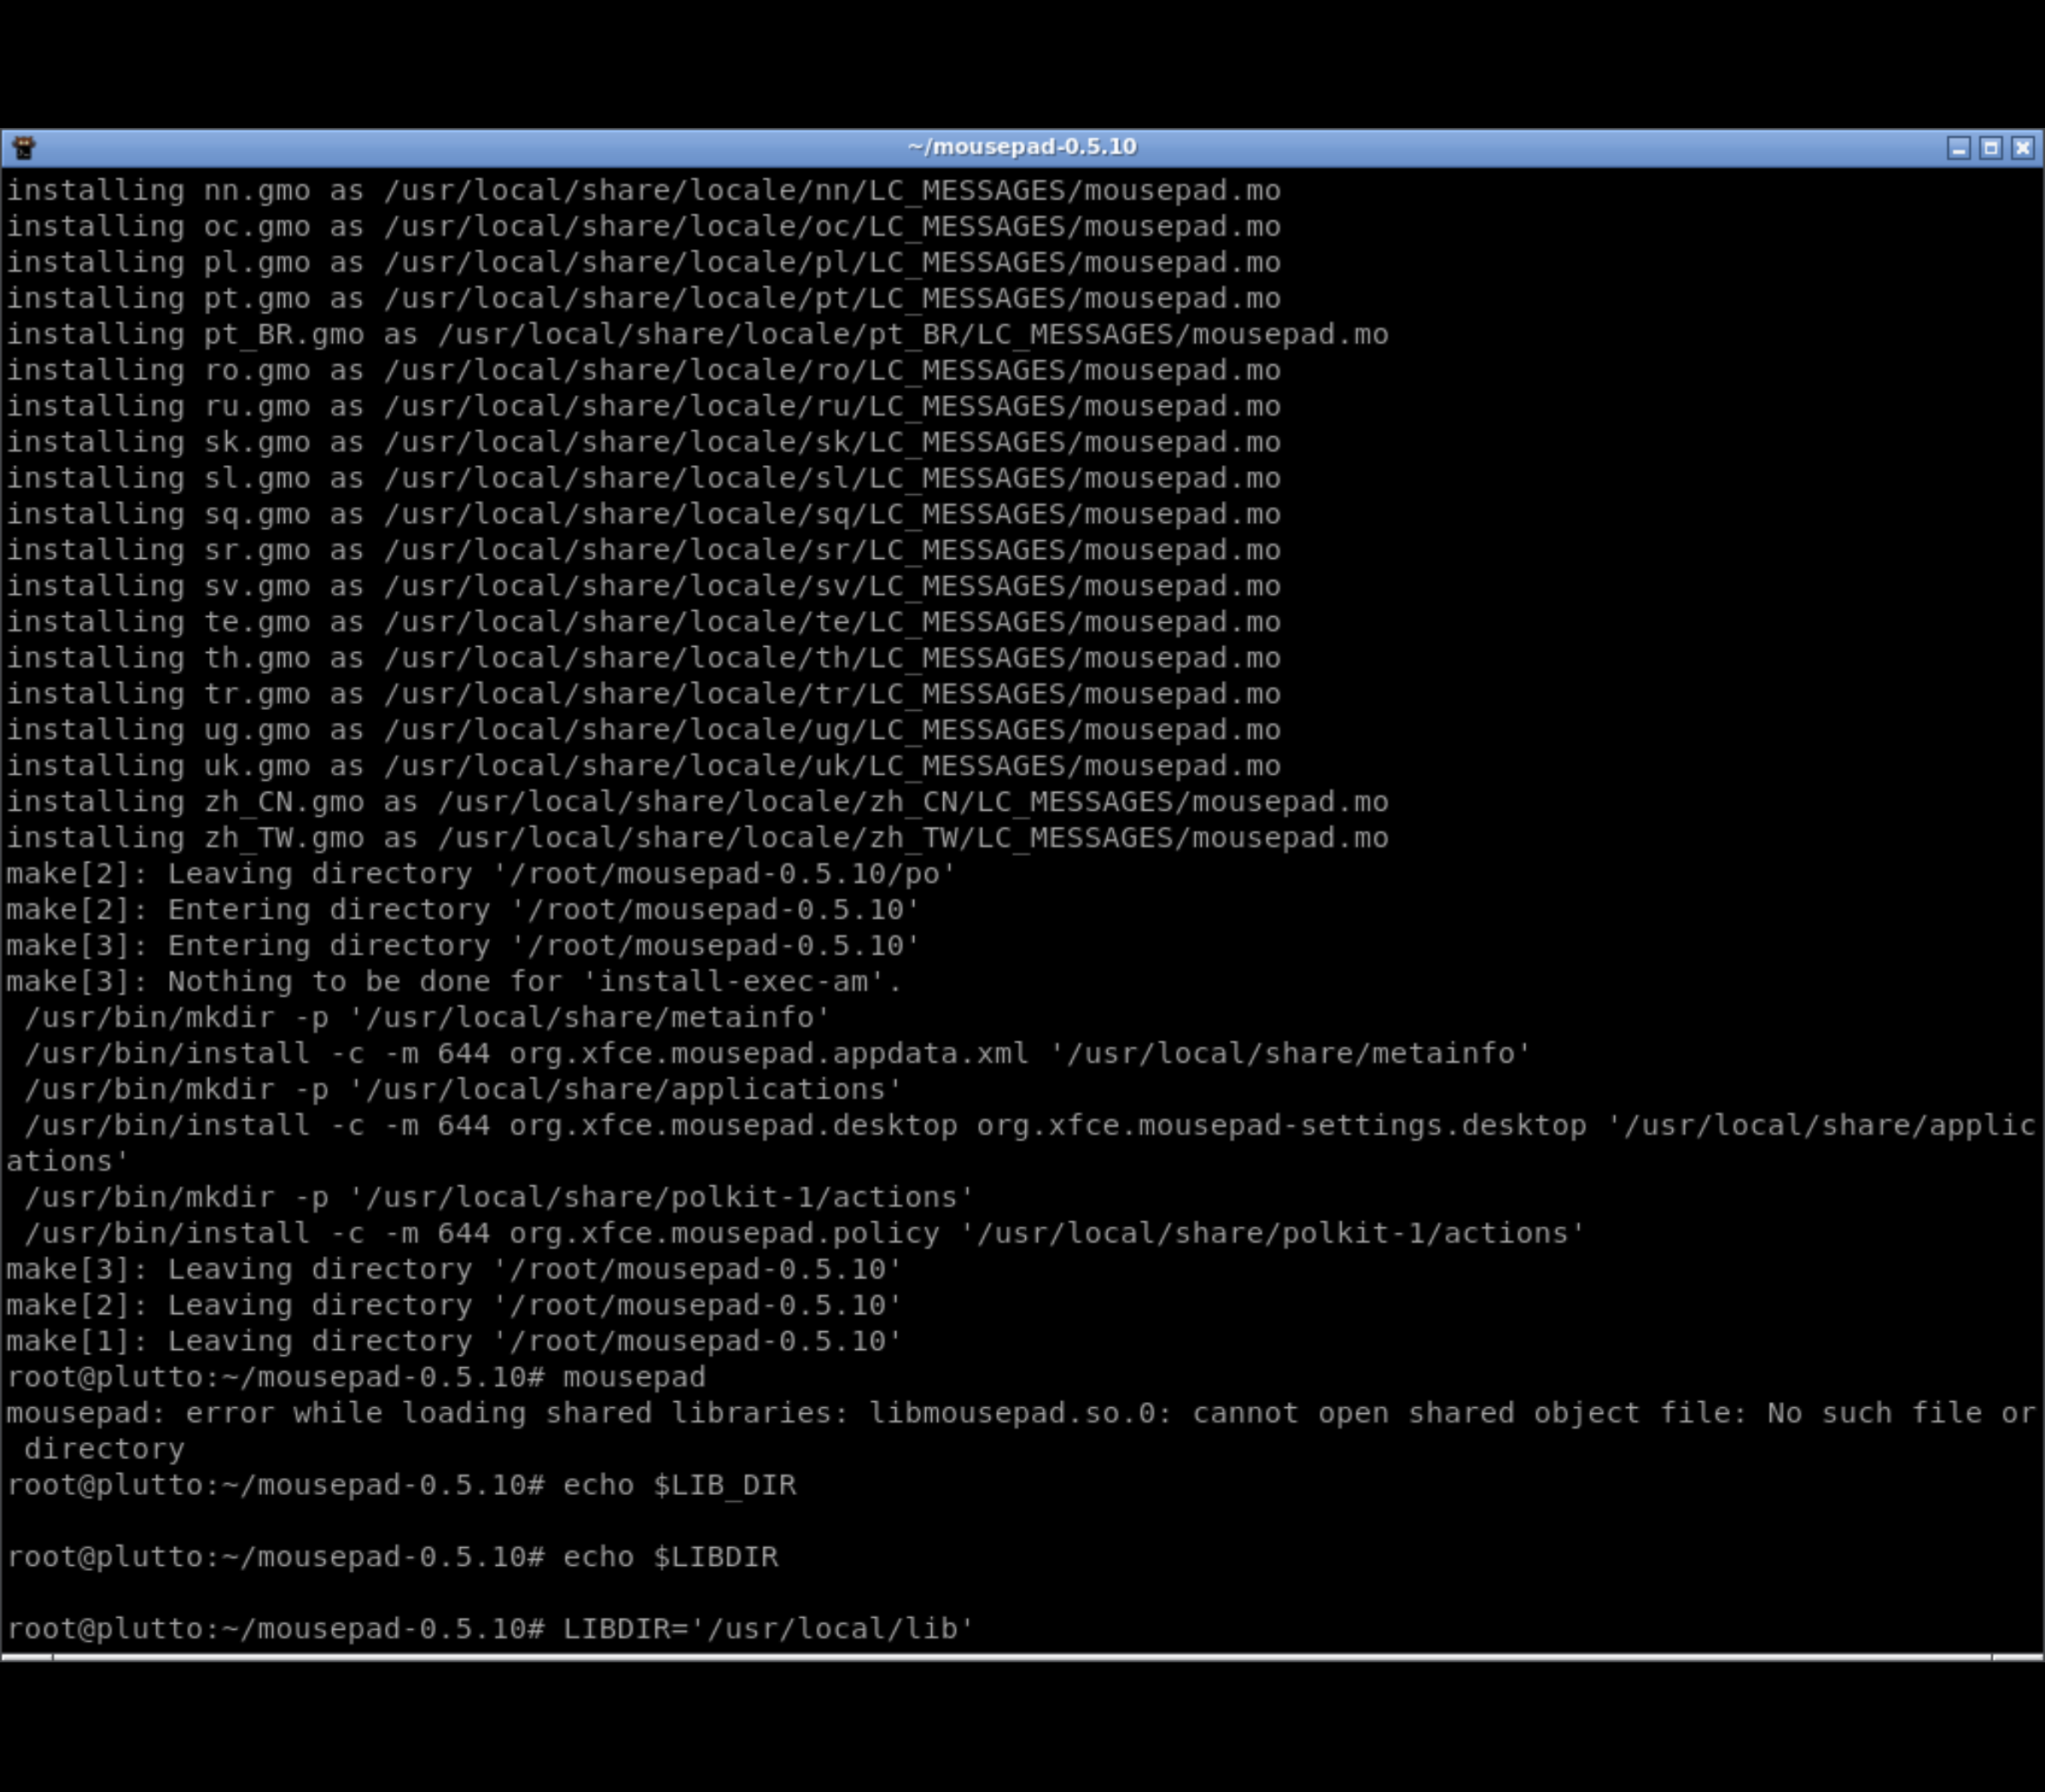 ~/mousepad-0.5.10
installing nn.gmo as /usr/local/share/locale/nn/LC_MESSAGES/mousepad.mo
installing oc.gmo as /usr/local/share/locale/oc/LC_MESSAGES/mousepad.mo
installing pl.gmo as /usr/local/share/locale/pl/LC_MESSAGES/mousepad.mo
installing pt.gmo as /usr/local/share/locale/pt/LC_MESSAGES/mousepad.mo
installing pt_BR.gmo as /usr/local/share/locale/pt_BR/LC_MESSAGES/mousepad.mo
installing ro.gmo as /usr/local/share/locale/ro/LC_MESSAGES/mousepad.mo
installing ru.gmo as /usr/local/share/locale/ru/LC_MESSAGES/mousepad.mo
installing sk.gmo as /usr/local/share/locale/sk/LC_MESSAGES/mousepad.mo
installing sl.gmo as /usr/local/share/locale/sl/LC_MESSAGES/mousepad.mo
installing sq.gmo as /usr/local/share/locale/sq/LC_MESSAGES/mousepad.mo
installing sr.gmo as /usr/local/share/locale/sr/LC_MESSAGES/mousepad.mo
installing sv.gmo as /usr/local/share/locale/sv/LC_MESSAGES/mousepad.mo
installing te.gmo as /usr/local/share/locale/te/LC_MESSAGES/mousepad.mo
installing th.gmo as /usr/local/share/locale/th/LC_MESSAGES/mousepad.mo
installing tr.gmo as /usr/local/share/locale/tr/LC_MESSAGES/mousepad.mo
installing ug.gmo as /usr/local/share/locale/ug/LC_MESSAGES/mousepad.mo
installing uk.gmo as /usr/local/share/locale/uk/LC_MESSAGES/mousepad.mo
installing zh_CN.gmo as /usr/local/share/locale/zh_CN/LC_MESSAGES/mousepad.mo
installing zh_TW.gmo as /usr/local/share/locale/zh_TW/LC_MESSAGES/mousepad.mo
make[2]: Leaving directory '/root/mousepad-0.5.10/po'
make[2]: Entering directory '/root/mousepad-0.5.10'
make[3]: Entering directory '/root/mousepad-0.5.10'
make[3]: Nothing to be done for 'install-exec-am'.
 /usr/bin/mkdir -p '/usr/local/share/metainfo'
 /usr/bin/install -c -m 644 org.xfce.mousepad.appdata.xml '/usr/local/share/metainfo'
 /usr/bin/mkdir -p '/usr/local/share/applications'
 /usr/bin/install -c -m 644 org.xfce.mousepad.desktop org.xfce.mousepad-settings.desktop '/usr/local/share/applic
ations'
 /usr/bin/mkdir -p '/usr/local/share/polkit-1/actions'
 /usr/bin/install -c -m 644 org.xfce.mousepad.policy '/usr/local/share/polkit-1/actions'
make[3]: Leaving directory '/root/mousepad-0.5.10'
make[2]: Leaving directory '/root/mousepad-0.5.10'
make[1]: Leaving directory '/root/mousepad-0.5.10'
root@plutto:~/mousepad-0.5.10# mousepad
mousepad: error while loading shared libraries: libmousepad.so.0: cannot open shared object file: No such file or
 directory
root@plutto:~/mousepad-0.5.10# echo $LIB_DIR
root@plutto:~/mousepad-0.5.10# echo $LIBDIR
root@plutto:~/mousepad-0.5.10# LIBDIR='/usr/local/lib'